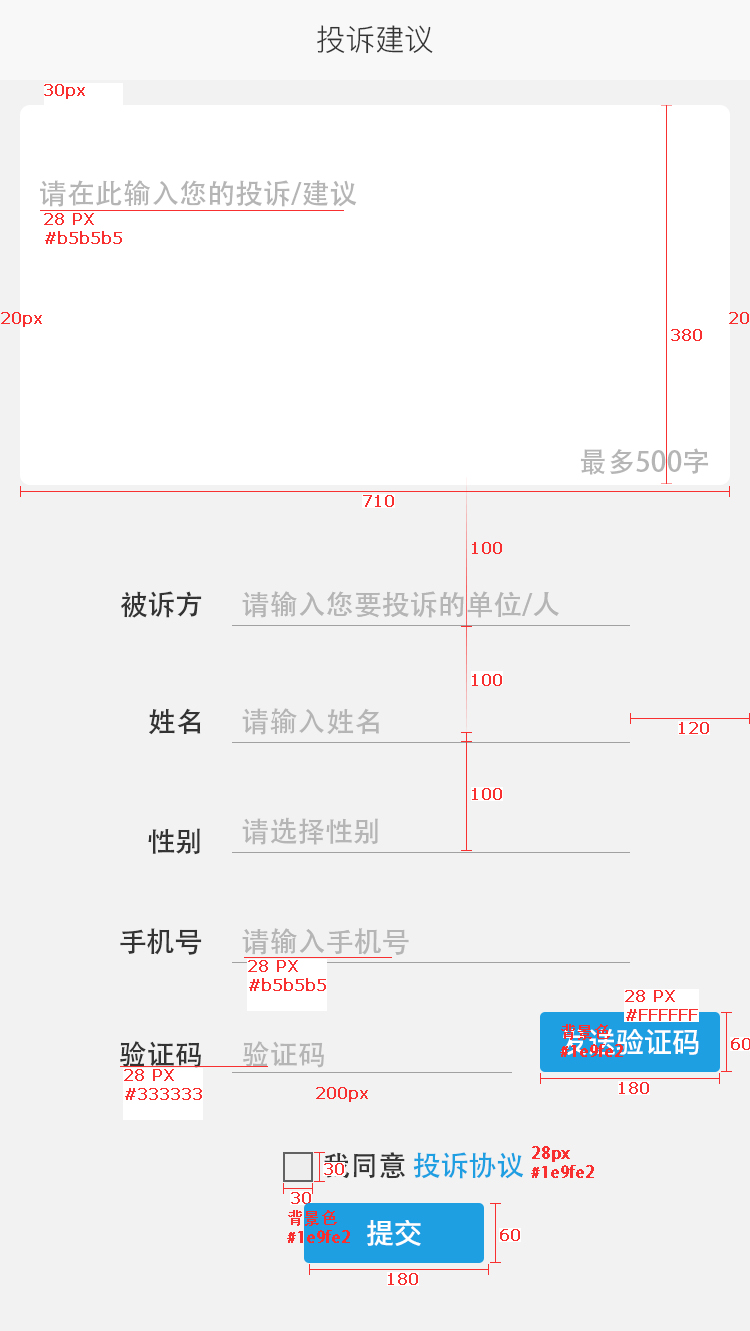 投诉建议
30px
请在此输入您的投诉/建议
28 PX
#b5b5b5
20px
20
380
最多500字
710
100
被诉方 请输入您要投诉的单位/人
100
姓名 请输入姓名
120
100
性别 请选择性别
手机号 请输入手机号
28 PX
#b5b5b5
28 PX
#FFFFFF
背景色
#1e9fe2
验证码 验证码 发送验证码
60
28 PX
#333333
200px
180
我同意 投诉协议
30
28px
#1e9fe2
30
背景色
#1e9fe2
提交
60
180